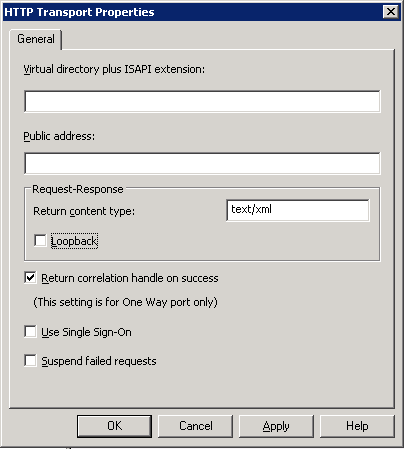 HTTP Transport Properties
General
Virtual directory plus ISAPI extension:
Public address:
Request-Response
Return content type:
text/xml
Loopback
Return correlation handle on success
(This setting is for One Way port only)
Use Single Sign-On
Suspend failed requests
OK
Cancel
Apply
Help